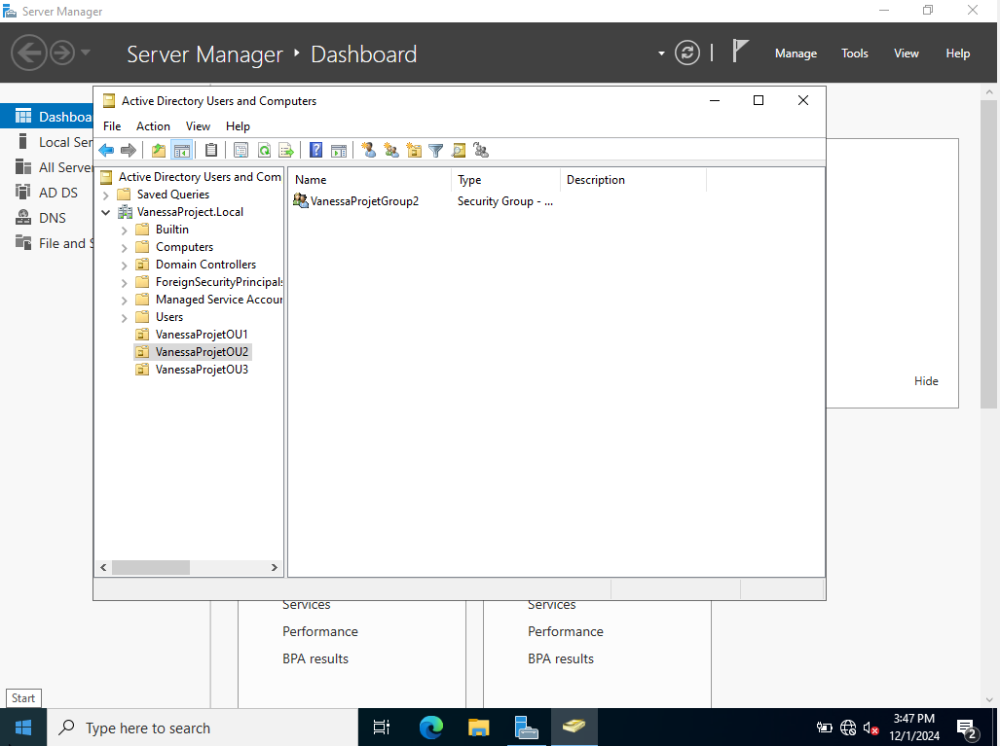 Server Manager
Server Manager
Dashboard
Manage
Tools
View
Help
Active Directory Users and Computers
File
Action
View
Help
Dashboa
Local Ser
All Server
AD DS
DNS
File and S
Active Directory Users and Com
Saved Queries
VanessaProject.Local
Builtin
Computers
Domain Controllers
ForeignSecurityPrincipals
Managed Service Accour
Users
VanessaProjetOU1
VanessaProjetOU2
VanessaProjetOU3
Name
Type
Description
VanessaProjetGroup2
Security Group - ...
Hide
Services
Performance
BPA results
Services
Performance
BPA results
Start
Type here to search
3:47 PM
12/1/2024
2